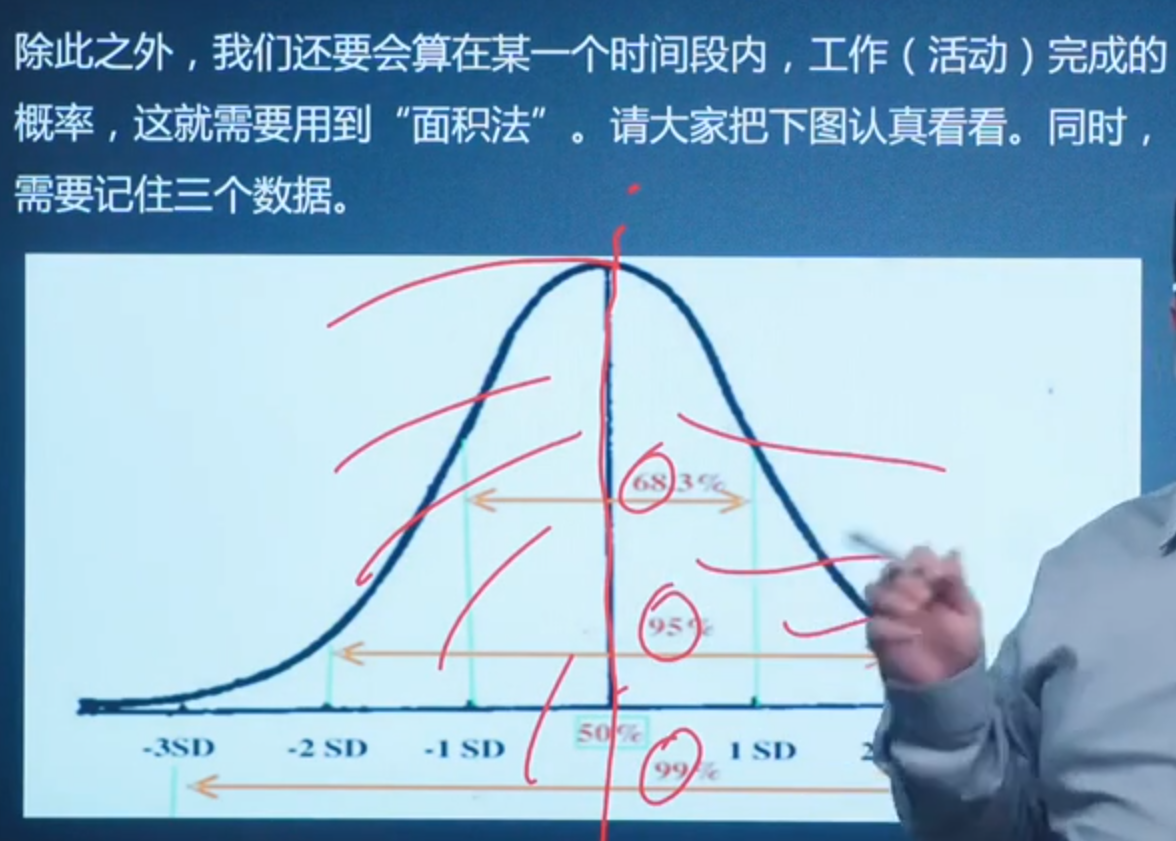 除此之外，我们还要会算在某一个时间段内，工作（活动）完成的
概率，这就需要用到“面积法”。请大家把下图认真看看。同时，
需要记住三个数据。
68.3%
95%
-3SD -2 SD -1 SD 50% 1 SD 2
99%